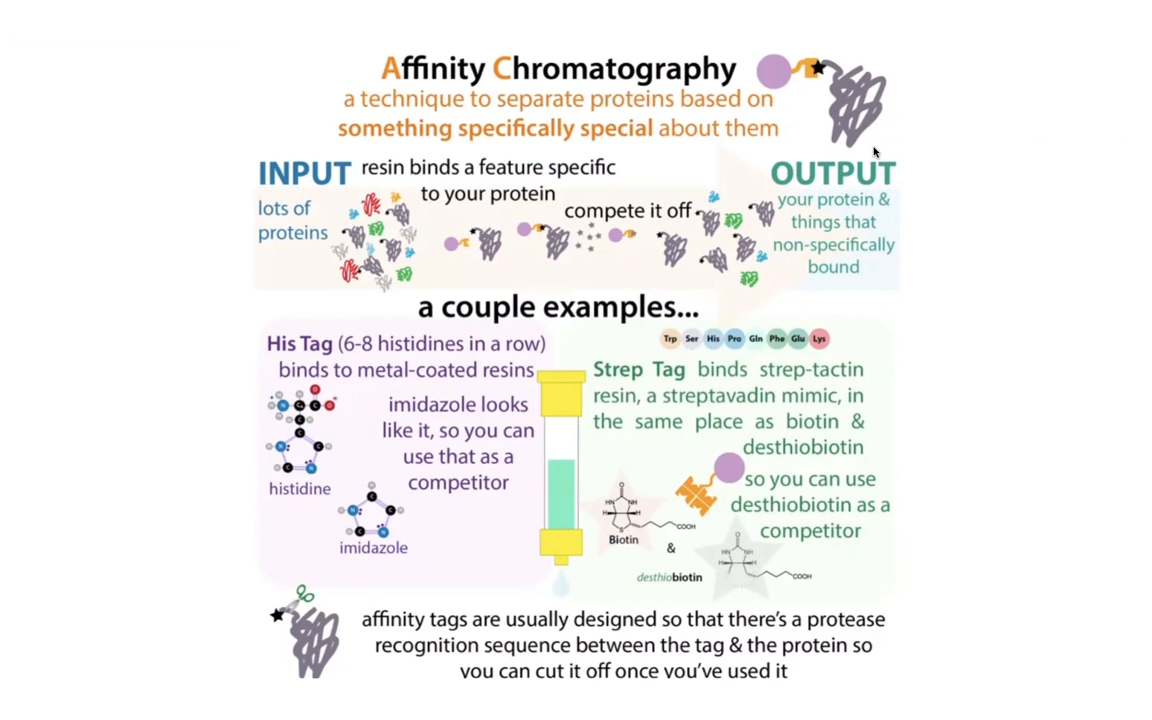 Affinity Chromatography
a technique to separate proteins based on
something specifically special about them
INPUT
lots of
proteins
resin binds a feature specific
to your protein
compete it off
OUTPUT
your protein &
things that
non-specifically
bound
a couple examples...
His Tag (6-8 histidines in a row)
binds to metal-coated resins
imidazole looks
like it, so you can
use that as a
competitor
histidine
imidazole
Trp Ser His Pro Gln Phe Glu Lys
Strep Tag binds strep-tactin
resin, a streptavadin mimic, in
the same place as biotin &
desthiobiotin
so you can use
desthiobiotin as a
competitor
O
HN NH
H H
S
COOH
Biotin
&
desthiobiotin
O
HN NH
H H
COOH
affinity tags are usually designed so that there's a protease
recognition sequence between the tag & the protein so
you can cut it off once you've used it